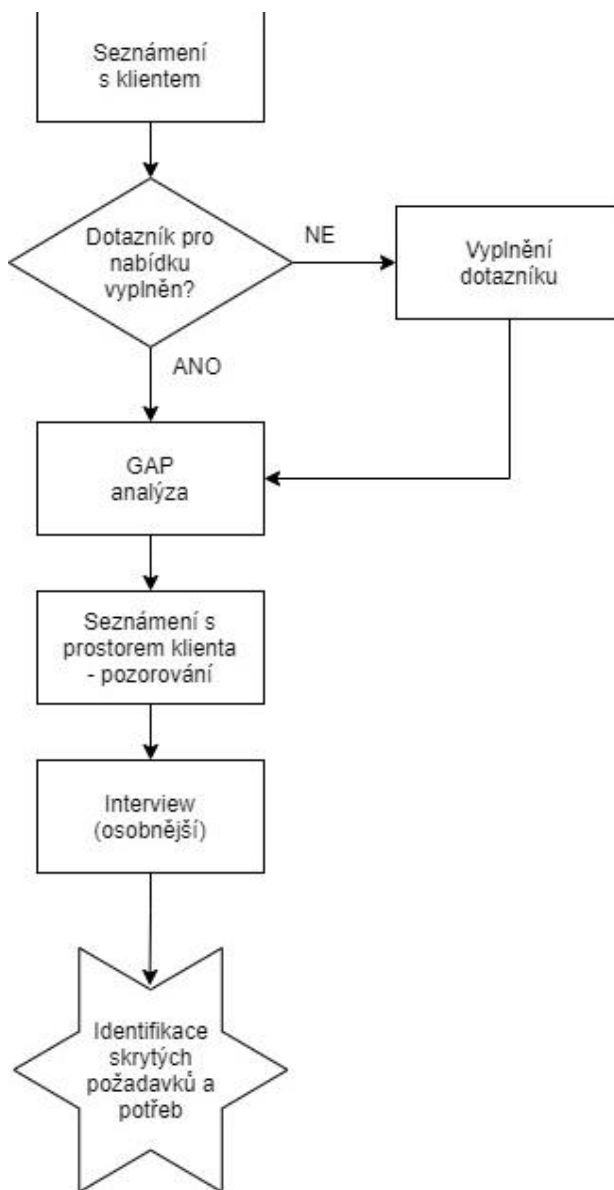 Seznámení
s klientem
Dotazník pro
nabídku
vyplněn?
NE
Vyplnění
dotazníku
ANO
GAP
analýza
Seznámení s
prostorem klienta
- pozorování
Interview
(osobnější)
Identifikace
skrytých
požadavků a
potřeb